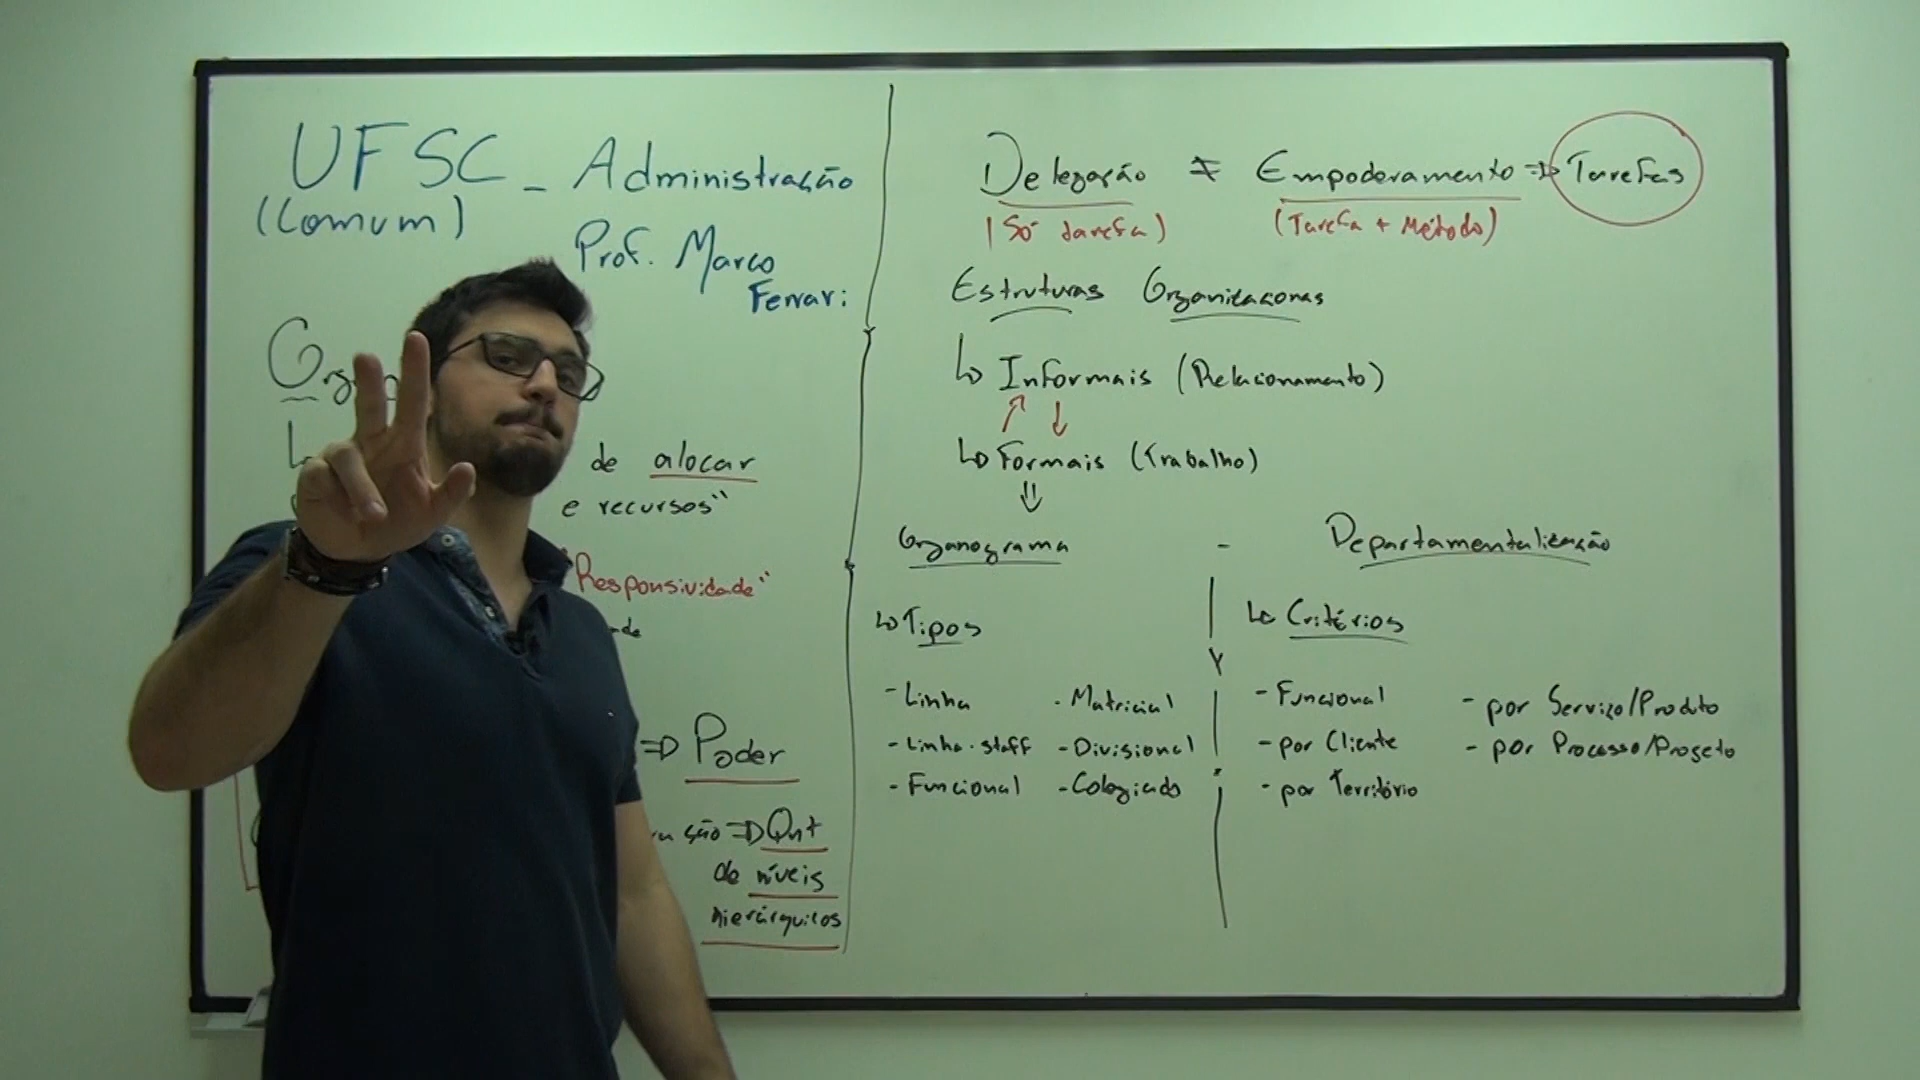 UFSC - Administração
(Comum)
Prof. Marco
Ferrari
de alocar
e recursos"
"Responsividade"
⇒ Poder
⇒ Qnt
de níveis
hierárquicos
Delegação ≠ Empoderamento ⇒ Tarefas
(Só tarefa) (Tarefa + Método)
Estruturas Organizacionas
↳ Informais (Relacionamento)
↳ Formais (Trabalho)
Organograma - Departamentalização
↳ Tipos
- Linha - Matricial
- Linha-staff - Divisional
- Funcional - Colegiado
↳ Critérios
- Funcional - por Serviço/Produto
- por Cliente - por Processo/Projeto
- por Território